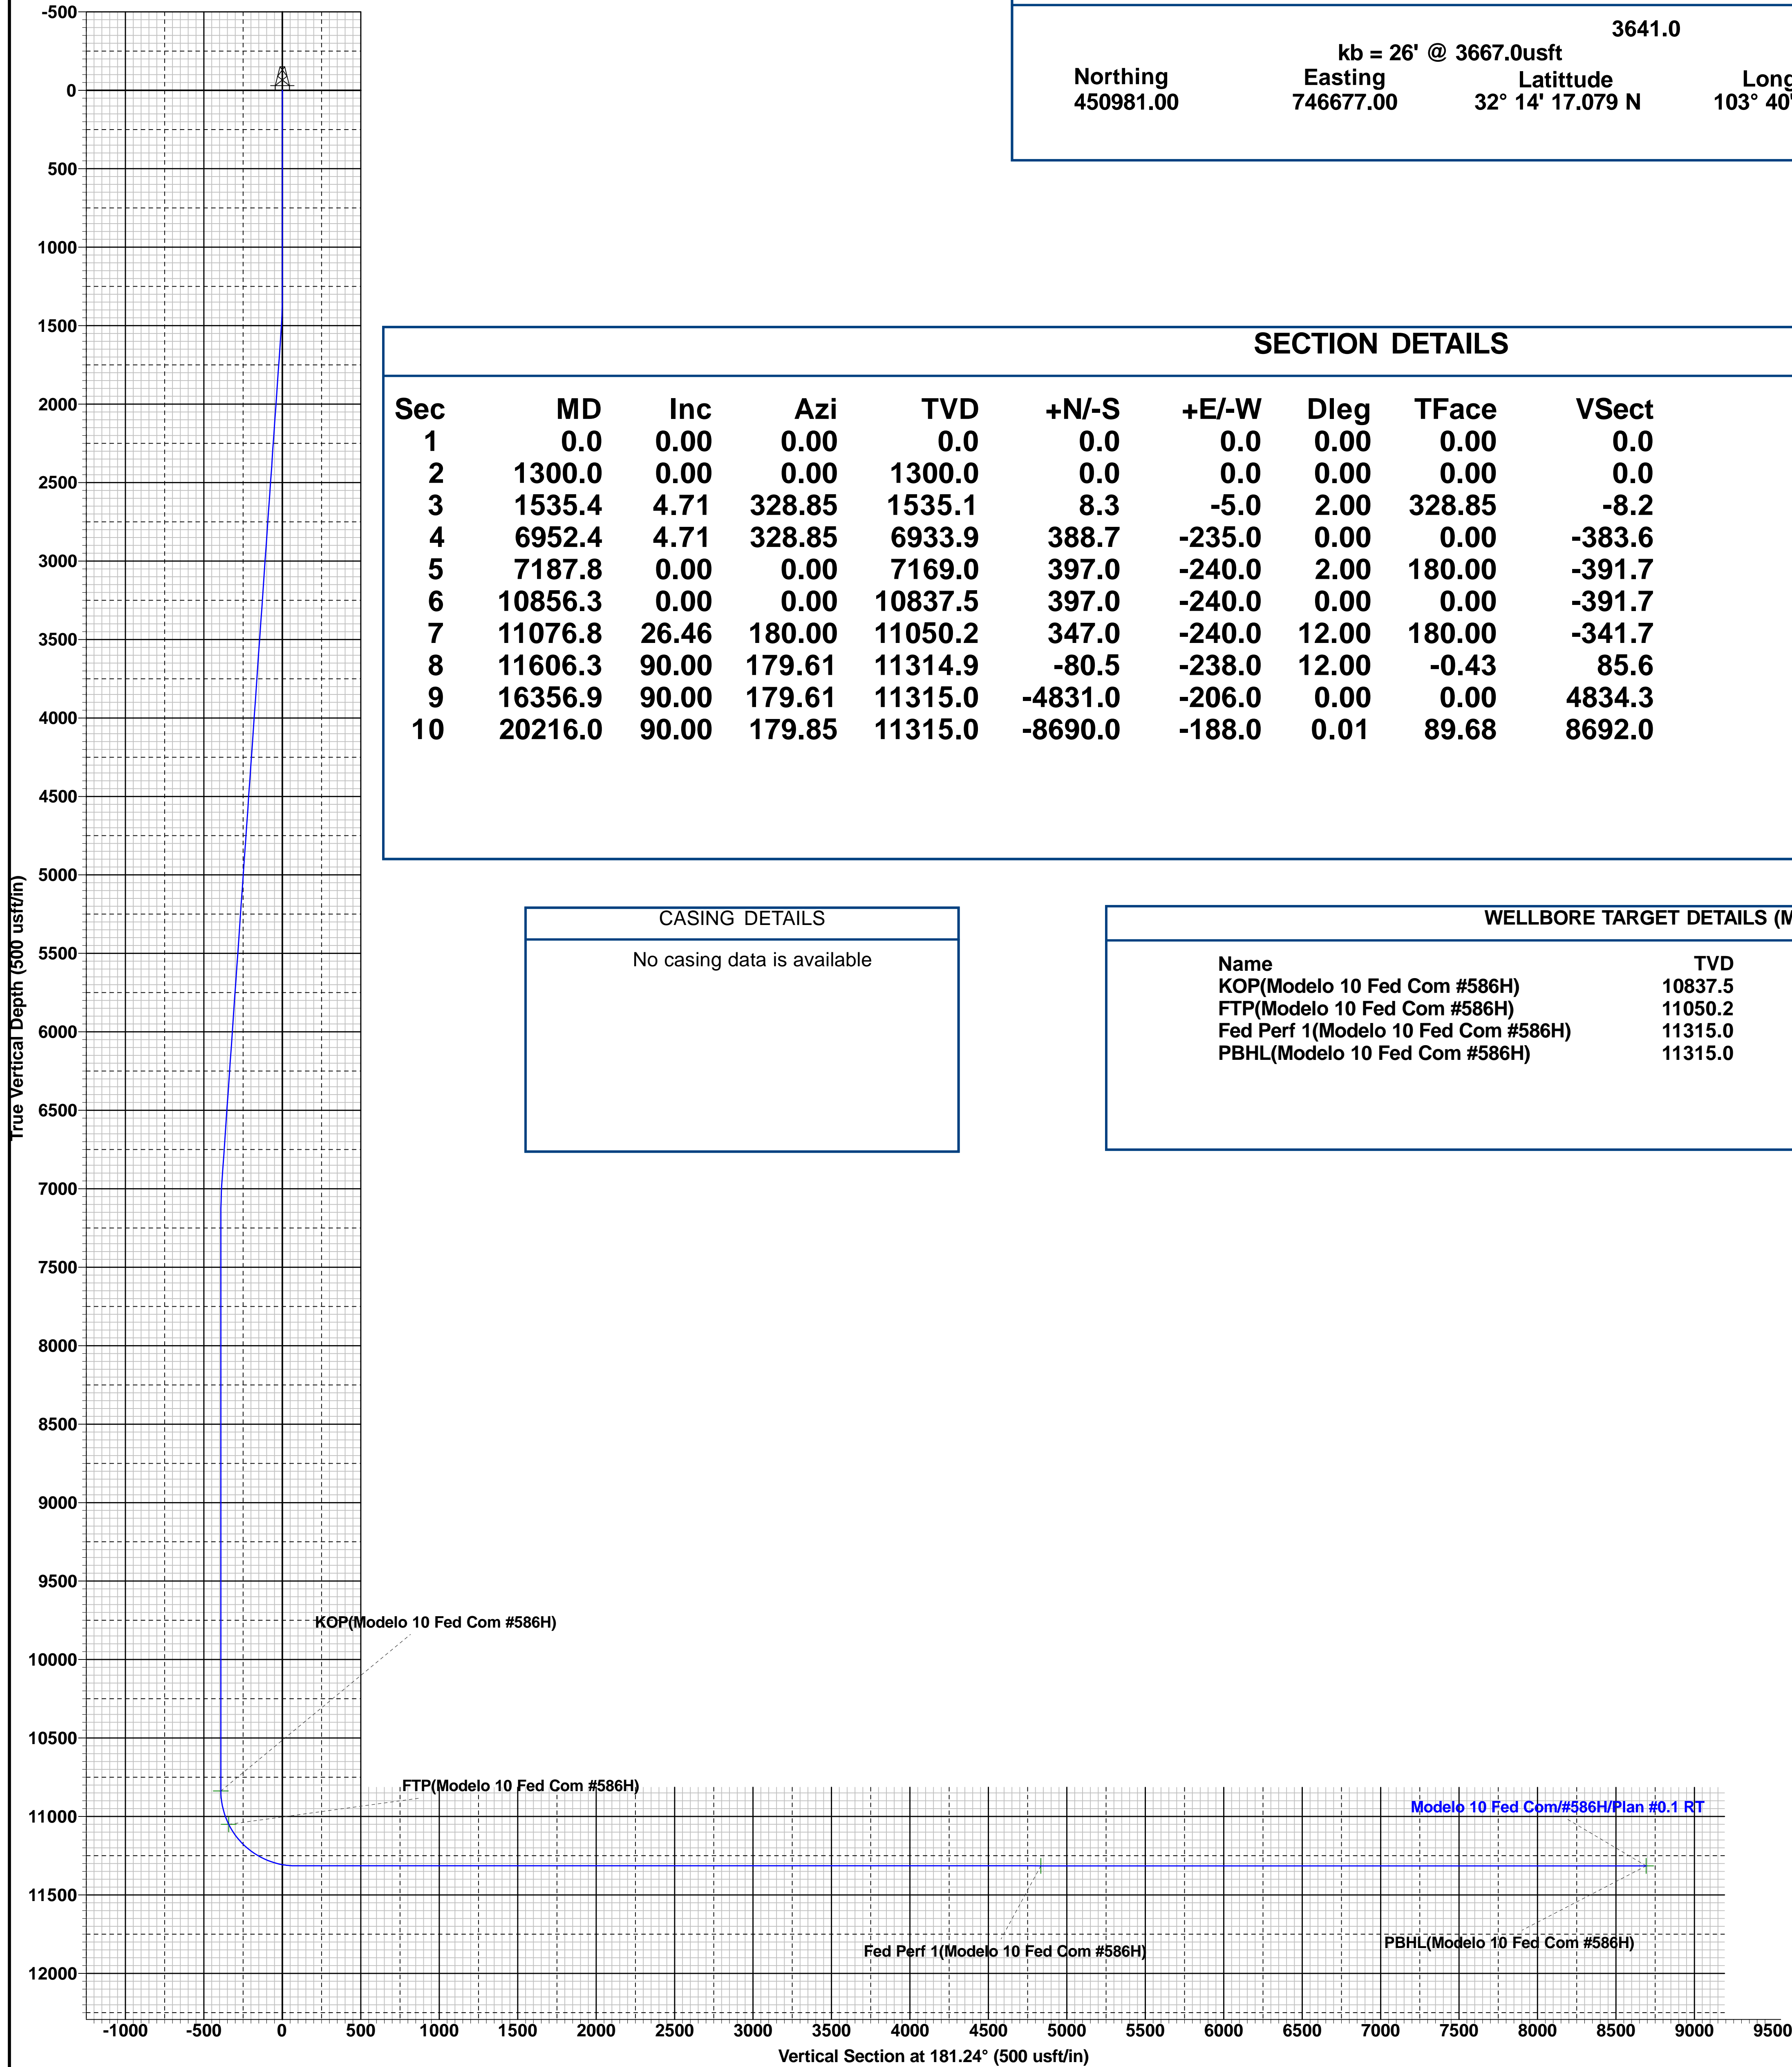 3641.0
kb = 26' @ 3667.0usft
Northing Easting Latittude Long
450981.00 746677.00 32° 14' 17.079 N 103° 40'
SECTION DETAILS
Sec MD Inc Azi TVD +N/-S +E/-W Dleg TFace VSect
1 0.0 0.00 0.00 0.0 0.0 0.0 0.00 0.00 0.0
2 1300.0 0.00 0.00 1300.0 0.0 0.0 0.00 0.00 0.0
3 1535.4 4.71 328.85 1535.1 8.3 -5.0 2.00 328.85 -8.2
4 6952.4 4.71 328.85 6933.9 388.7 -235.0 0.00 0.00 -383.6
5 7187.8 0.00 0.00 7169.0 397.0 -240.0 2.00 180.00 -391.7
6 10856.3 0.00 0.00 10837.5 397.0 -240.0 0.00 0.00 -391.7
7 11076.8 26.46 180.00 11050.2 347.0 -240.0 12.00 180.00 -341.7
8 11606.3 90.00 179.61 11314.9 -80.5 -238.0 12.00 -0.43 85.6
9 16356.9 90.00 179.61 11315.0 -4831.0 -206.0 0.00 0.00 4834.3
10 20216.0 90.00 179.85 11315.0 -8690.0 -188.0 0.01 89.68 8692.0
CASING DETAILS
No casing data is available
WELLBORE TARGET DETAILS (M
Name TVD
KOP(Modelo 10 Fed Com #586H) 10837.5
FTP(Modelo 10 Fed Com #586H) 11050.2
Fed Perf 1(Modelo 10 Fed Com #586H) 11315.0
PBHL(Modelo 10 Fed Com #586H) 11315.0
True Vertical Depth (500 usft/in)
-500
0
500
1000
1500
2000
2500
3000
3500
4000
4500
5000
5500
6000
6500
7000
7500
8000
8500
9000
9500
10000
10500
11000
11500
12000
KOP(Modelo 10 Fed Com #586H)
FTP(Modelo 10 Fed Com #586H)
Modelo 10 Fed Com/#586H/Plan #0.1 RT
Fed Perf 1(Modelo 10 Fed Com #586H)
PBHL(Modelo 10 Fed Com #586H)
-1000 -500 0 500 1000 1500 2000 2500 3000 3500 4000 4500 5000 5500 6000 6500 7000 7500 8000 8500 9000 9500
Vertical Section at 181.24° (500 usft/in)